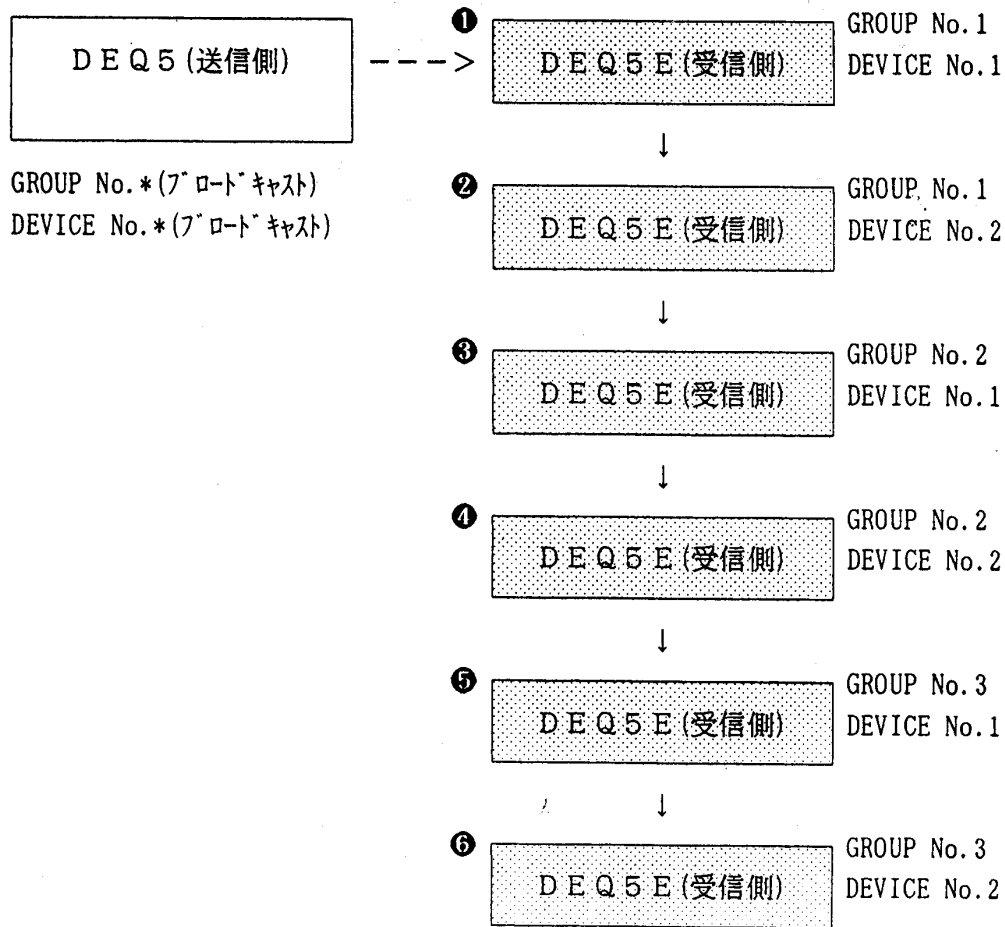 DEQ5(送信側)
--->
GROUP No.*(ブロードキャスト)
DEVICE No.*(ブロードキャスト)
❶
DEQ5E(受信側)
GROUP No.1
DEVICE No.1
↓
❷
DEQ5E(受信側)
GROUP No.1
DEVICE No.2
↓
❸
DEQ5E(受信側)
GROUP No.2
DEVICE No.1
↓
❹
DEQ5E(受信側)
GROUP No.2
DEVICE No.2
↓
❺
DEQ5E(受信側)
GROUP No.3
DEVICE No.1
↓
❻
DEQ5E(受信側)
GROUP No.3
DEVICE No.2